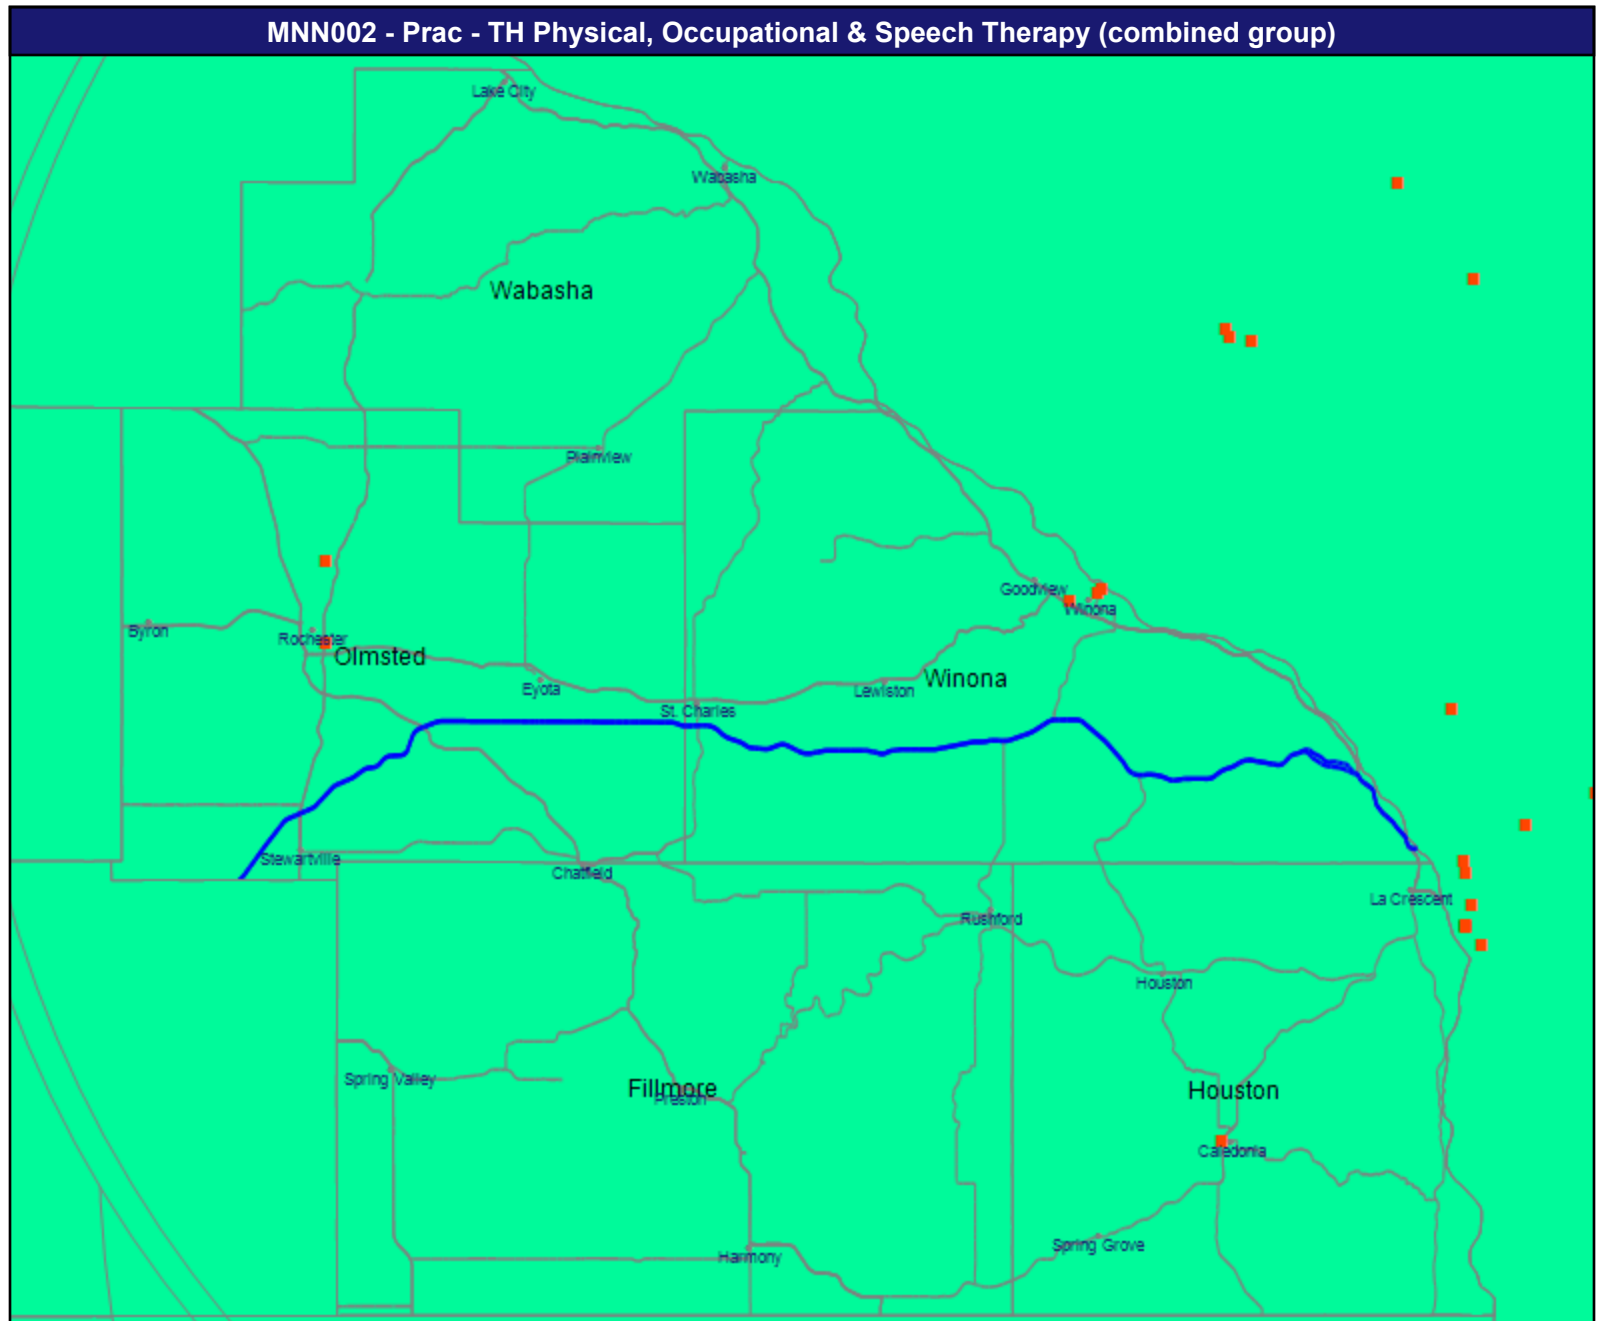 MNN002 - Prac - TH Physical, Occupational & Speech Therapy (combined group)
Lake City
Wabasha
Wabasha
Plainview
Goodview
Winona
Byron
Rochester
Olmsted
Eyota
Lewiston
Winona
St. Charles
Stewartville
Chatfield
La Crescent
Rushford
Houston
Spring Valley
Fillmore
Preston
Houston
Caledonia
Harmony
Spring Grove